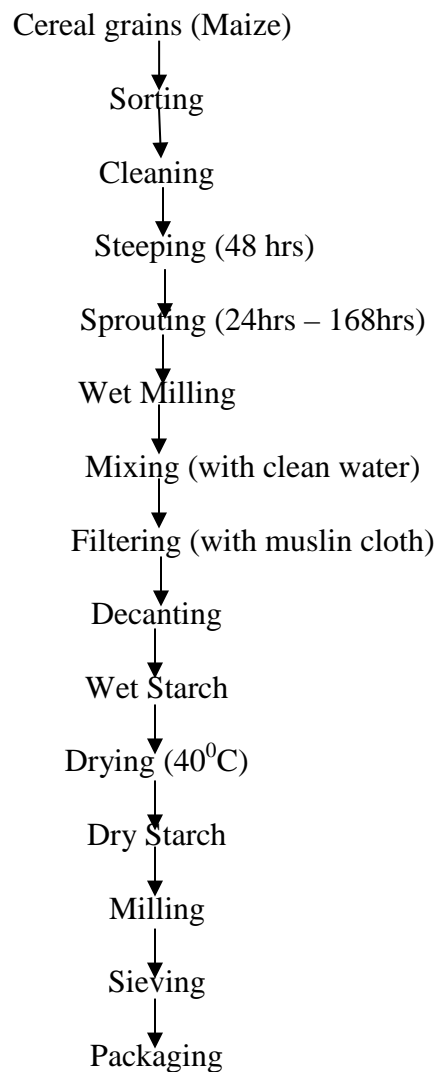 Cereal grains (Maize)
Sorting
Cleaning
Steeping (48 hrs)
Sprouting (24hrs – 168hrs)
Wet Milling
Mixing (with clean water)
Filtering (with muslin cloth)
Decanting
Wet Starch
Drying (40⁰C)
Dry Starch
Milling
Sieving
Packaging